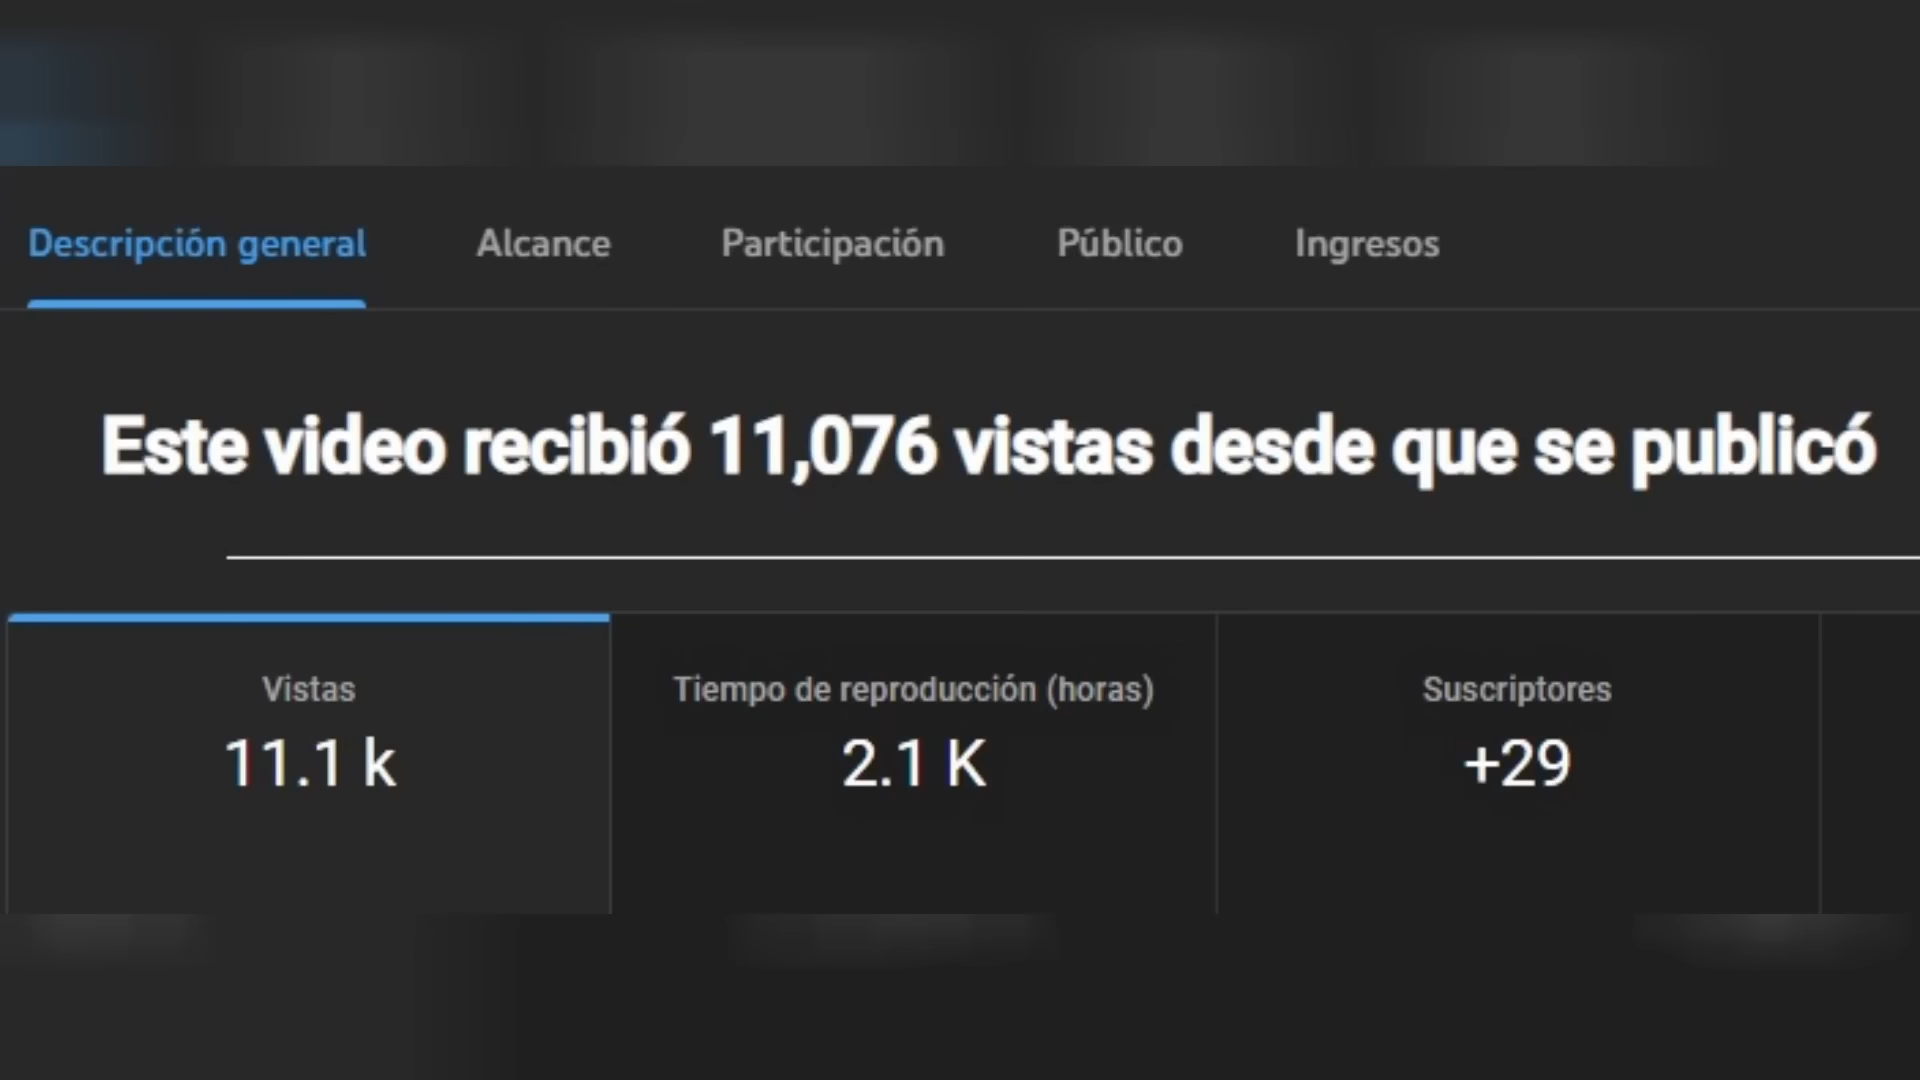 Descripción general Alcance Participación Público Ingresos
Este video recibió 11,076 vistas desde que se publicó
Vistas Tiempo de reproducción (horas) Suscriptores
11.1 k 2.1 K +29